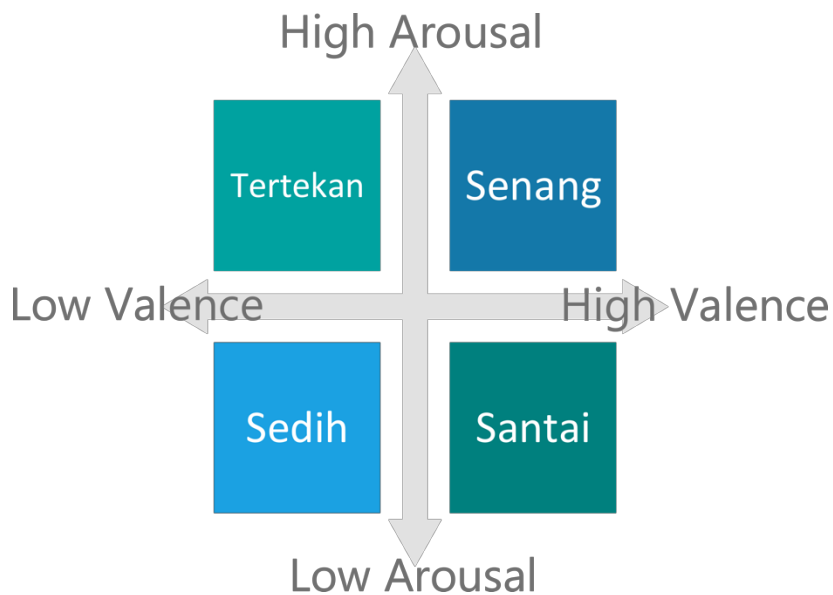 High Arousal
Tertekan
Senang
Low Valence
High Valence
Sedih
Santai
Low Arousal